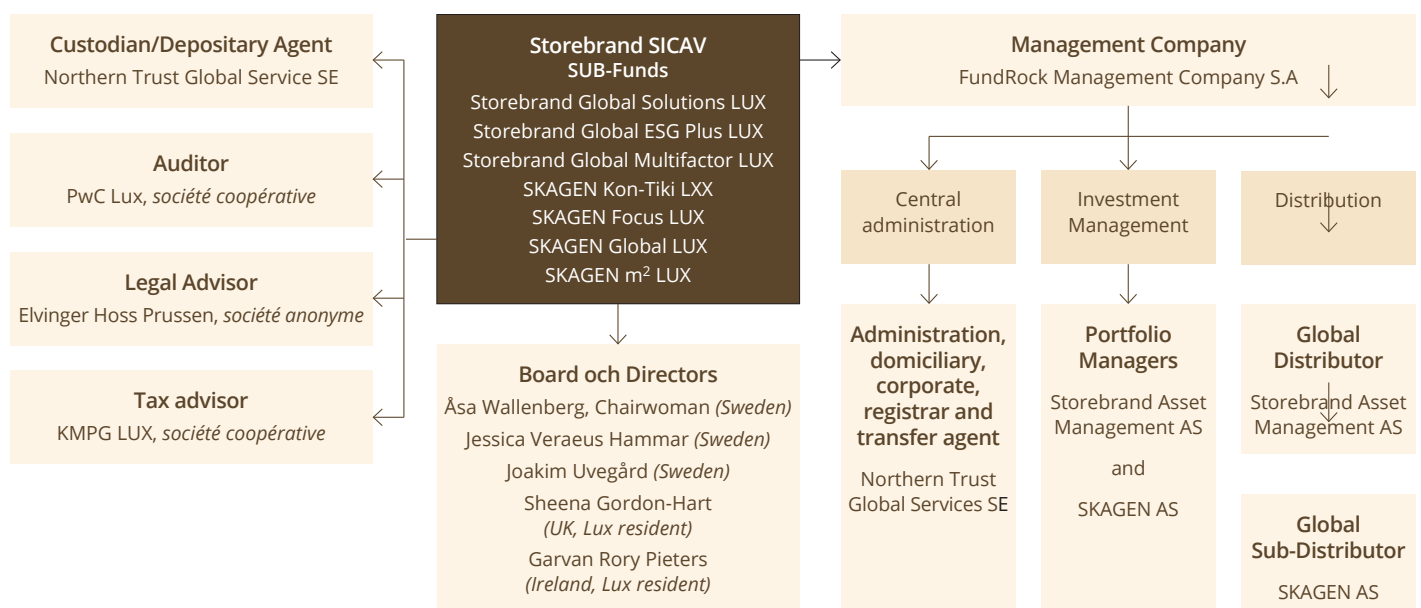 Custodian/Depositary Agent
Northern Trust Global Service SE
Auditor
PwC Lux, société coopérative
Legal Advisor
Elvinger Hoss Prussen, société anonyme
Tax advisor
KMPG LUX, société coopérative
Storebrand SICAV
SUB-Funds
Storebrand Global Solutions LUX
Storebrand Global ESG Plus LUX
Storebrand Global Multifactor LUX
SKAGEN Kon-Tiki LXX
SKAGEN Focus LUX
SKAGEN Global LUX
SKAGEN m² LUX
Board och Directors
Åsa Wallenberg, Chairwoman (Sweden)
Jessica Veraeus Hammar (Sweden)
Joakim Uvegård (Sweden)
Sheena Gordon-Hart
(UK, Lux resident)
Garvan Rory Pieters
(Ireland, Lux resident)
Management Company
FundRock Management Company S.A
Central
administration
Investment
Management
Distribution
Administration,
domiciliary,
corporate,
registrar and
transfer agent
Northern Trust
Global Services SE
Portfolio
Managers
Storebrand Asset
Management AS
and
SKAGEN AS
Global
Distributor
Storebrand Asset
Management AS
Global
Sub-Distributor
SKAGEN AS